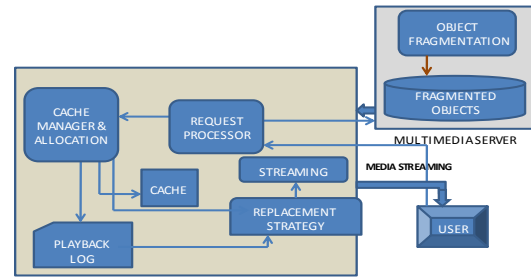 OBJECT
FRAGMENTATION
FRAGMENTED
OBJECTS
MULTIMEDIASERVER
CACHE
MANAGER &
ALLOCATION
REQUEST
PROCESSOR
MEDIA STREAMING
STREAMING
CACHE
REPLACEMENT
STRATEGY
USER
PLAYBACK
LOG